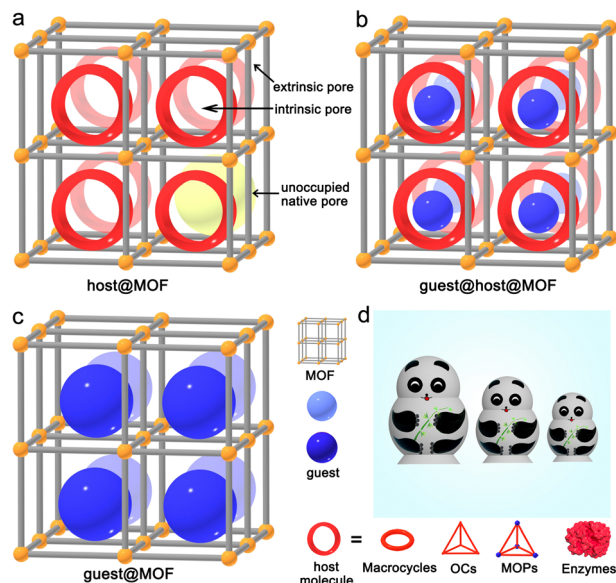 a
b
extrinsic pore
intrinsic pore
unoccupied
native pore
host@MOF
guest@host@MOF
c
d
MOF
guest
guest@MOF
host
molecule
=
Macrocycles
OCs
MOPs
Enzymes